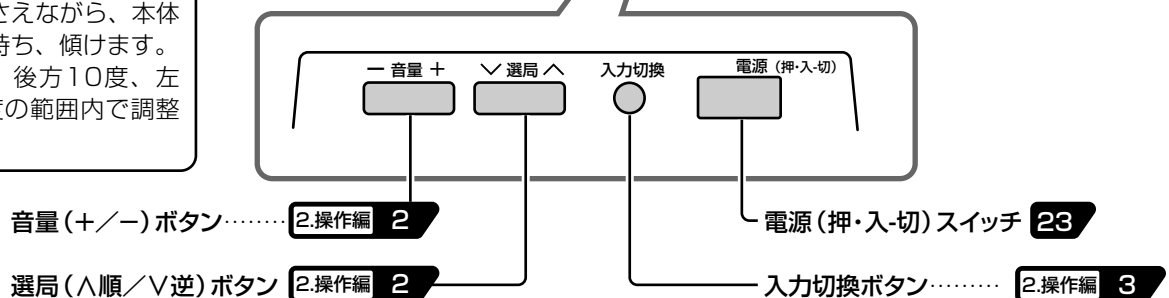 さえながら、本体
持ち、傾けます。
後方10度、左
度の範囲内で調整
− 音量 + ∨ 選局 ∧ 入力切換 電源（押・入-切）
音量（＋／−）ボタン‥‥‥‥ 2.操作編 2
電源（押・入-切）スイッチ 23
選局（∧順／∨逆）ボタン 2.操作編 2
入力切換ボタン‥‥‥‥ 2.操作編 3